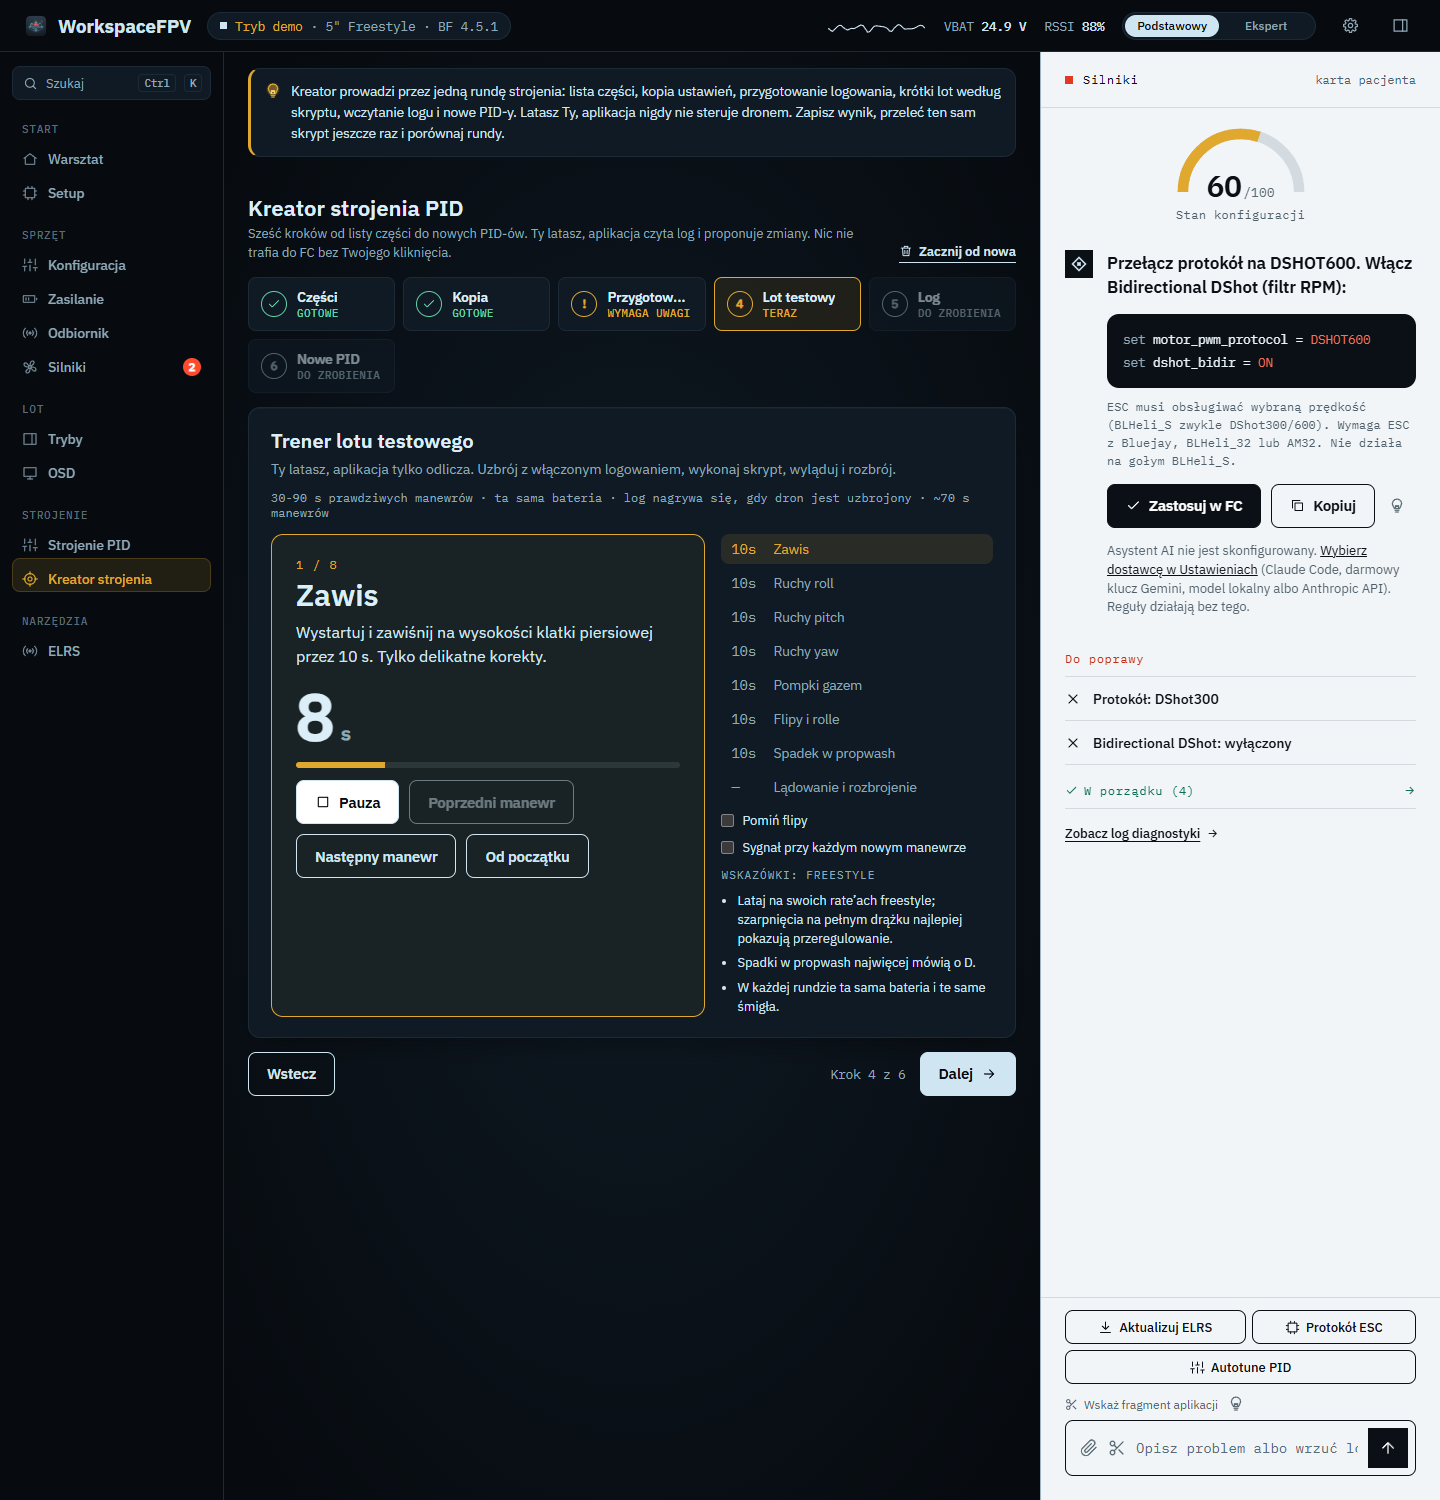 WorkspaceFPV
Tryb demo · 5" Freestyle · BF 4.5.1
VBAT 24.9 V
RSSI 88%
Podstawowy
Ekspert
Szukaj
Ctrl
K
START
Warsztat
Setup
SPRZĘT
Konfiguracja
Zasilanie
Odbiornik
Silniki
2
LOT
Tryby
OSD
STROJENIE
Strojenie PID
Kreator strojenia
NARZĘDZIA
ELRS
Kreator prowadzi przez jedną rundę strojenia: lista części, kopia ustawień, przygotowanie logowania, krótki lot według
skryptu, wczytanie logu i nowe PID-y. Latasz Ty, aplikacja nigdy nie steruje dronem. Zapisz wynik, przeleć ten sam
skrypt jeszcze raz i porównaj rundy.
Kreator strojenia PID
Sześć kroków od listy części do nowych PID-ów. Ty latasz, aplikacja czyta log i proponuje zmiany. Nic nie
trafia do FC bez Twojego kliknięcia.
Zacznij od nowa
Części
GOTOWE
Kopia
GOTOWE
!
Przygotow...
WYMAGA UWAGI
4
Lot testowy
TERAZ
5
Log
DO ZROBIENIA
6
Nowe PID
DO ZROBIENIA
Trener lotu testowego
Ty latasz, aplikacja tylko odlicza. Uzbrój z włączonym logowaniem, wykonaj skrypt, wyląduj i rozbrój.
30-90 s prawdziwych manewrów · ta sama bateria · log nagrywa się, gdy dron jest uzbrojony · ~70 s
manewrów
1 / 8
Zawis
Wystartuj i zawiśnij na wysokości klatki piersiowej
przez 10 s. Tylko delikatne korekty.
8 s
Pauza
Poprzedni manewr
Następny manewr
Od początku
10s Zawis
10s Ruchy roll
10s Ruchy pitch
10s Ruchy yaw
10s Pompki gazem
10s Flipy i rolle
10s Spadek w propwash
— Lądowanie i rozbrojenie
Pomiń flipy
Sygnał przy każdym nowym manewrze
WSKAZÓWKI: FREESTYLE
• Lataj na swoich rate'ach freestyle;
szarpnięcia na pełnym drążku najlepiej
pokazują przeregulowanie.
• Spadki w propwash najwięcej mówią o D.
• W każdej rundzie ta sama bateria i te same
śmigła.
Wstecz
Krok 4 z 6
Dalej →
Silniki
karta pacjenta
60/100
Stan konfiguracji
Przełącz protokół na DSHOT600. Włącz
Bidirectional DShot (filtr RPM):
set motor_pwm_protocol = DSHOT600
set dshot_bidir = ON
ESC musi obsługiwać wybraną prędkość
(BLHeli_S zwykle DShot300/600). Wymaga ESC
z Bluejay, BLHeli_32 lub AM32. Nie działa
na gołym BLHeli_S.
Zastosuj w FC
Kopiuj
Asystent AI nie jest skonfigurowany. Wybierz
dostawcę w Ustawieniach (Claude Code, darmowy
klucz Gemini, model lokalny albo Anthropic API).
Reguły działają bez tego.
Do poprawy
Protokół: DShot300
Bidirectional DShot: wyłączony
W porządku (4) →
Zobacz log diagnostyki →
Aktualizuj ELRS
Protokół ESC
Autotune PID
Wskaż fragment aplikacji
Opisz problem albo wrzuć lo